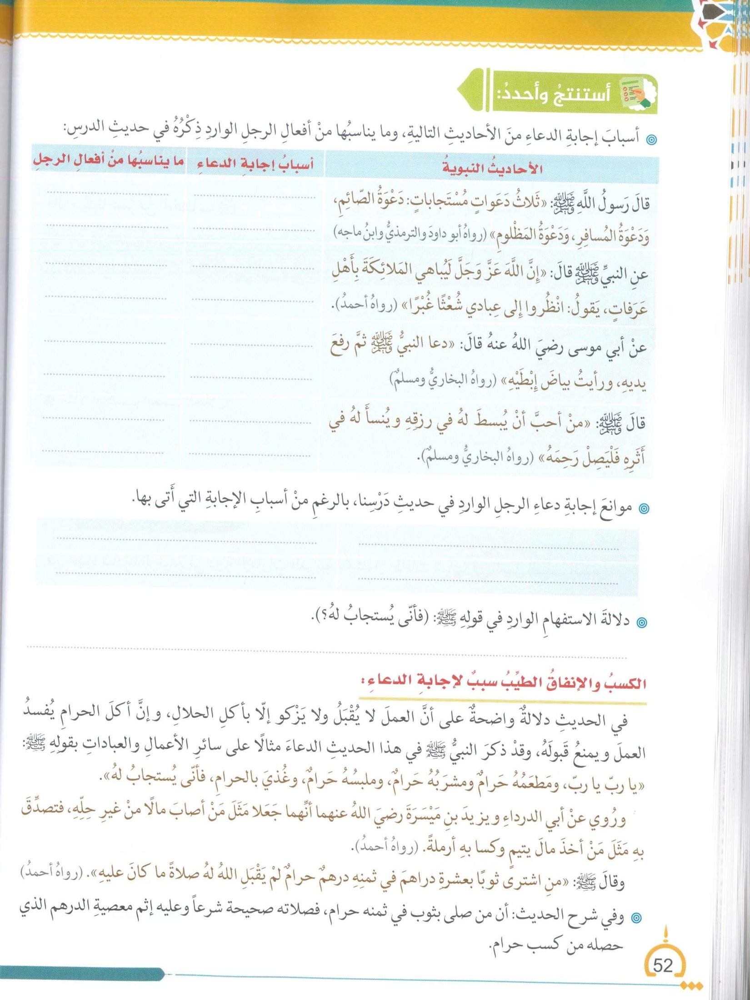 أستنتجُ وأحددُ:
أسبابَ إجابةِ الدعاءِ منَ الأحاديثِ التاليةِ، وما يناسبُها منْ أفعالِ الرجلِ الواردِ ذِكْرُهُ في حديثِ الدرسِ:
الأحاديثُ النبويةُ
أسبابُ إجابةِ الدعاءِ
ما يناسبُها منْ أفعالِ الرجلِ
قالَ رَسولُ اللَّهِ ﷺ: «ثَلاثُ دَعَواتٍ مُسْتَجاباتٍ: دَعْوَةُ الصّائِمِ،
وَدَعْوَةُ المُسافِرِ، وَدَعْوَةُ المَظْلومِ» (رواهُ أبو داودَ والترمذيُّ وابنُ ماجه)
عنِ النبيِّ ﷺ قالَ: «إِنَّ اللَّهَ عَزَّ وَجَلَّ لَيُباهي المَلائِكَةَ بِأَهْلِ
عَرَفاتٍ، يَقولُ: انْظُروا إِلى عِبادي شُعْثًا غُبْرًا» (رواهُ أحمدُ).
عنْ أبي موسى رضيَ اللهُ عنهُ قالَ: «دعا النبيُّ ﷺ ثمَّ رفعَ
يديهِ، ورأيتُ بياضَ إبْطَيْهِ» (رواهُ البخاريُّ ومسلمٌ)
قالَ ﷺ: «منْ أحبَّ أنْ يُبسطَ لهُ في رزقِهِ ويُنسأَ لهُ في
أَثَرِهِ فَلْيَصِلْ رَحِمَهُ» (رواهُ البخاريُّ ومسلمٌ).
موانعَ إجابةِ دعاءِ الرجلِ الواردِ في حديثِ دَرْسِنا، بالرغمِ منْ أسبابِ الإجابةِ التي أَتى بها.
دلالةَ الاستفهامِ الواردِ في قولِهِ ﷺ: (فأنّى يُستجابُ لهُ؟).
الكسبُ والإنفاقُ الطيِّبُ سببٌ لإجابةِ الدعاءِ:
في الحديثِ دلالةٌ واضحةٌ على أنَّ العملَ لا يُقْبَلُ ولا يَزْكو إلّا بأكلِ الحلالِ، وإنَّ أكلَ الحرامِ يُفسدُ
العملَ ويمنعُ قَبولَهُ، وقدْ ذكرَ النبيُّ ﷺ في هذا الحديثِ الدعاءَ مثالًا على سائرِ الأعمالِ والعباداتِ بقولِهِ ﷺ:
«يا ربّ يا ربّ، ومَطعَمُهُ حَرامٌ ومشرَبُهُ حَرامٌ، وملبسُهُ حَرامٌ، وغُذيَ بالحرامِ، فأنّى يُستجابُ لهُ».
ورُوي عنْ أبي الدرداءِ ويزيدَ بنِ مَيْسَرَةَ رضيَ اللهُ عنهما أنَّهما جَعَلا مَثَلَ مَنْ أصابَ مالًا منْ غيرِ حِلِّهِ، فتصدَّقَ
بهِ مَثَلَ مَنْ أخذَ مالَ يتيمٍ وكسا بهِ أرملةً. (رواهُ أحمدُ).
وقالَ ﷺ: «منِ اشترى ثوبًا بعشرةِ دراهمَ في ثمنِهِ درهمٌ حرامٌ لمْ يَقْبَلِ اللهُ لهُ صلاةً ما كانَ عليهِ». (رواهُ أحمدُ)
وفي شرح الحديث: أن من صلى بثوب في ثمنه حرام، فصلاته صحيحة شرعاً وعليه إثم معصيةِ الدرهم الذي
حصله من كسب حرام.
52